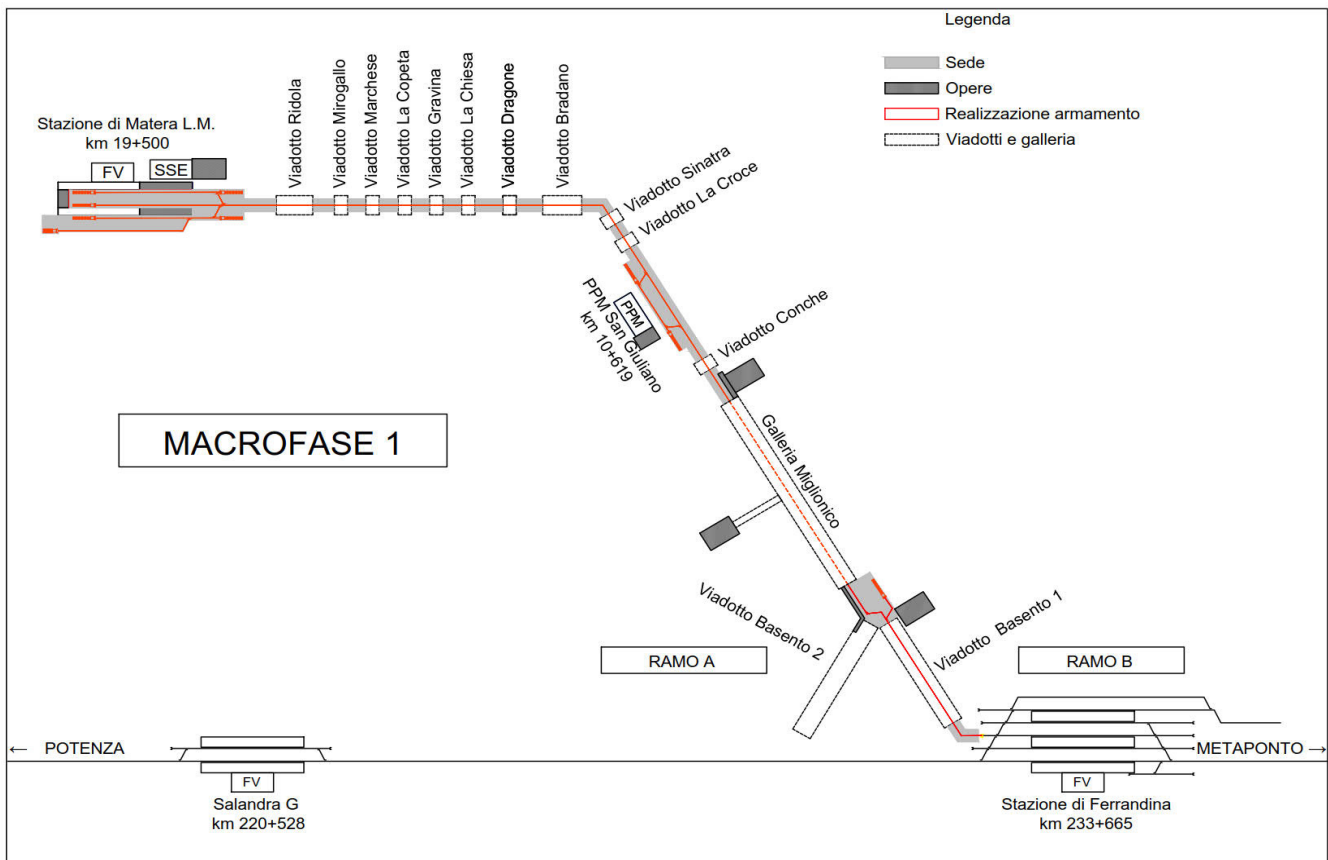 Legenda
Sede
Opere
Realizzazione armamento
Viadotti e galleria
Stazione di Matera L.M.
km 19+500
FV
SSE
Viadotto Ridola
Viadotto Mirogallo
Viadotto Marchese
Viadotto La Copeta
Viadotto Gravina
Viadotto La Chiesa
Viadotto Dragone
Viadotto Bradano
Viadotto Sinatra
Viadotto La Croce
PPM
PPM San Giuliano
km 10+619
Viadotto Conche
MACROFASE 1
Galleria Miglionico
Viadotto Basento 2
Viadotto Basento 1
RAMO A
RAMO B
← POTENZA
METAPONTO →
FV
Salandra G
km 220+528
FV
Stazione di Ferrandina
km 233+665